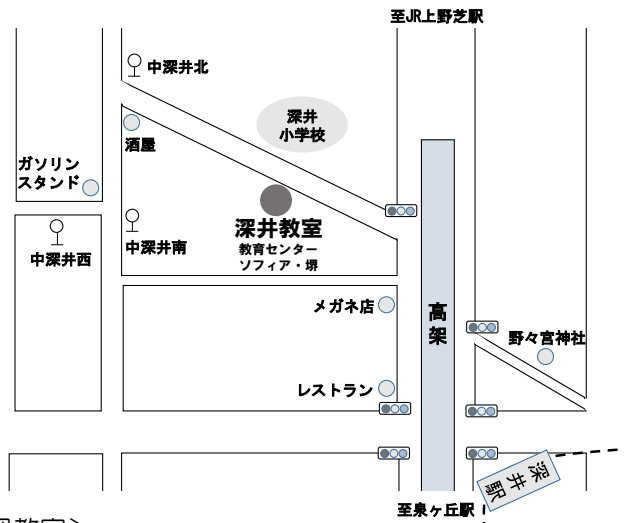 至JR上野芝駅
中深井北
深井
小学校
酒屋
ガソリン
スタンド
中深井南
深井教室
教育センター
ソフィア・堺
中深井西
メガネ店
高架
野々宮神社
レストラン
深井駅
至泉ヶ丘駅
教室＞